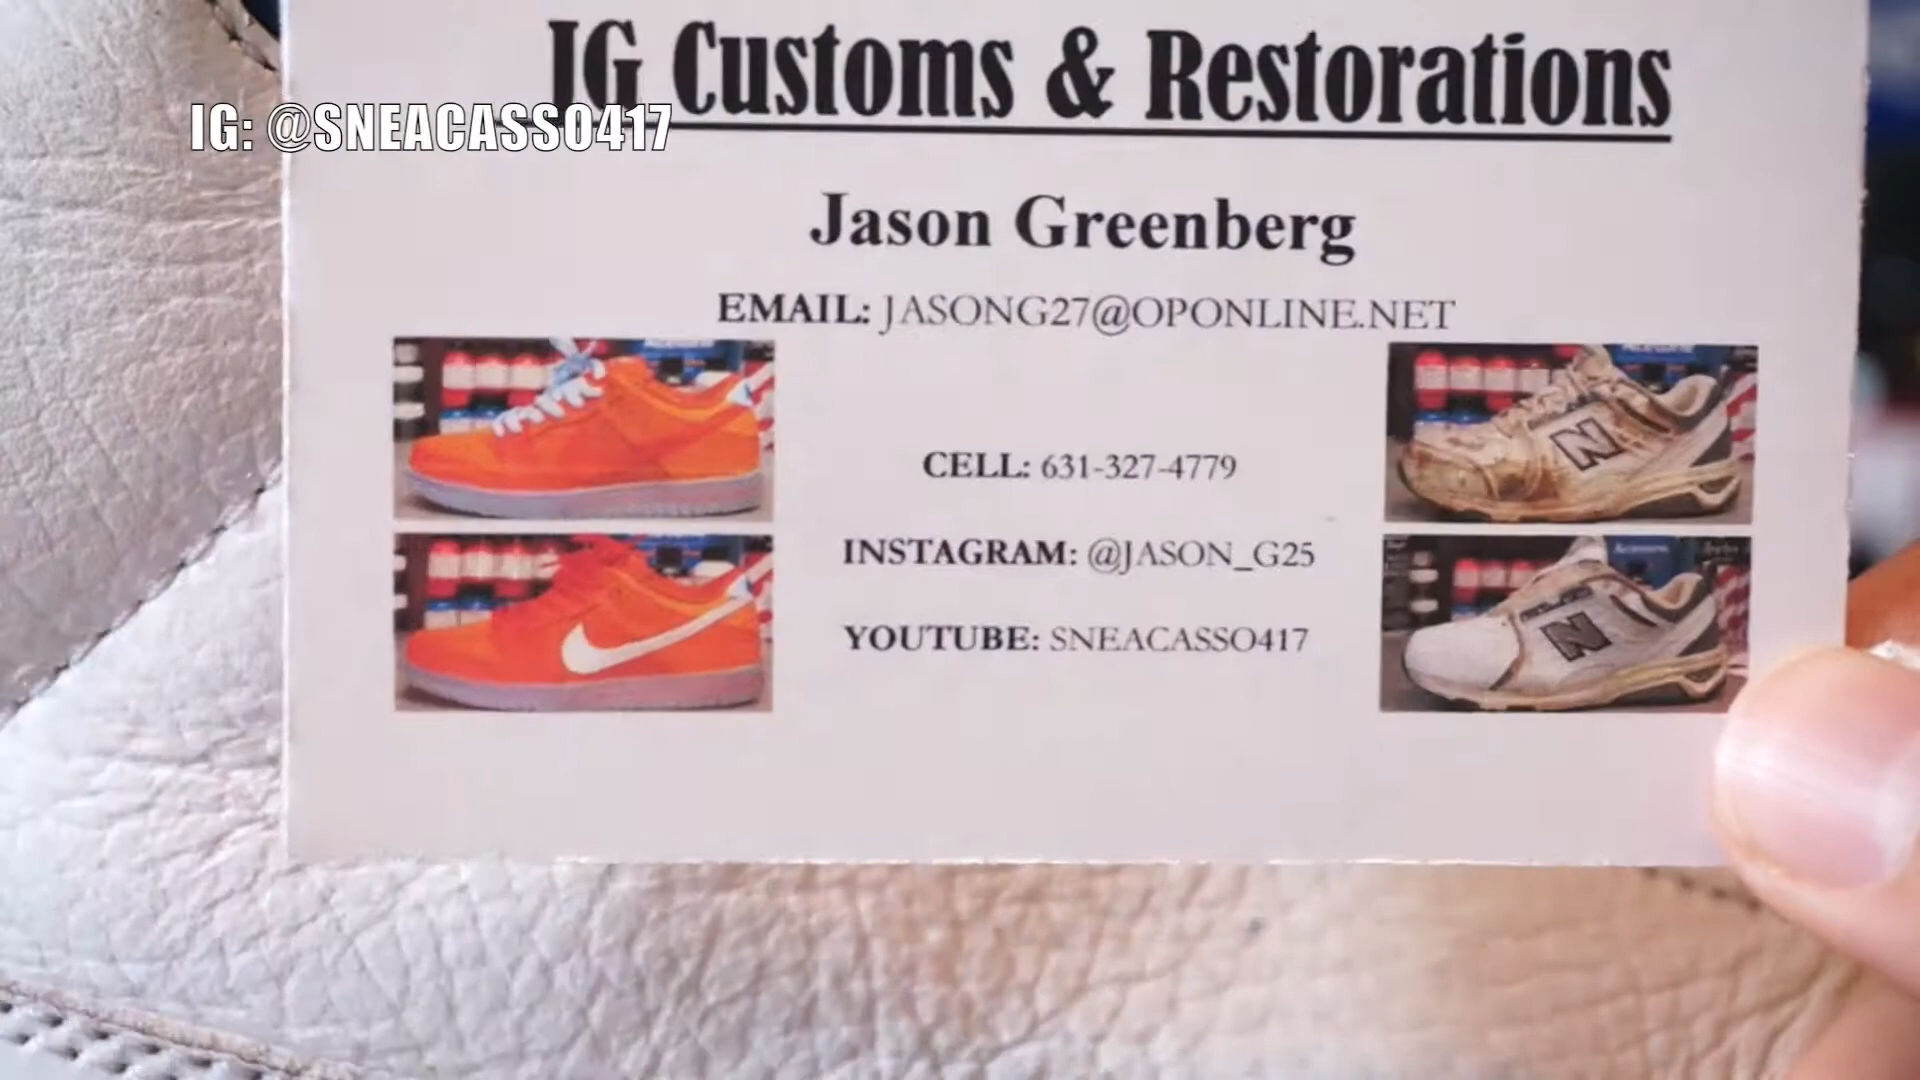 JG Customs & Restorations
IG: @SNEACASSO417
Jason Greenberg
EMAIL: JASONG27@OPONLINE.NET
CELL: 631-327-4779
INSTAGRAM: @JASON_G25
YOUTUBE: SNEACASSO417
N
N